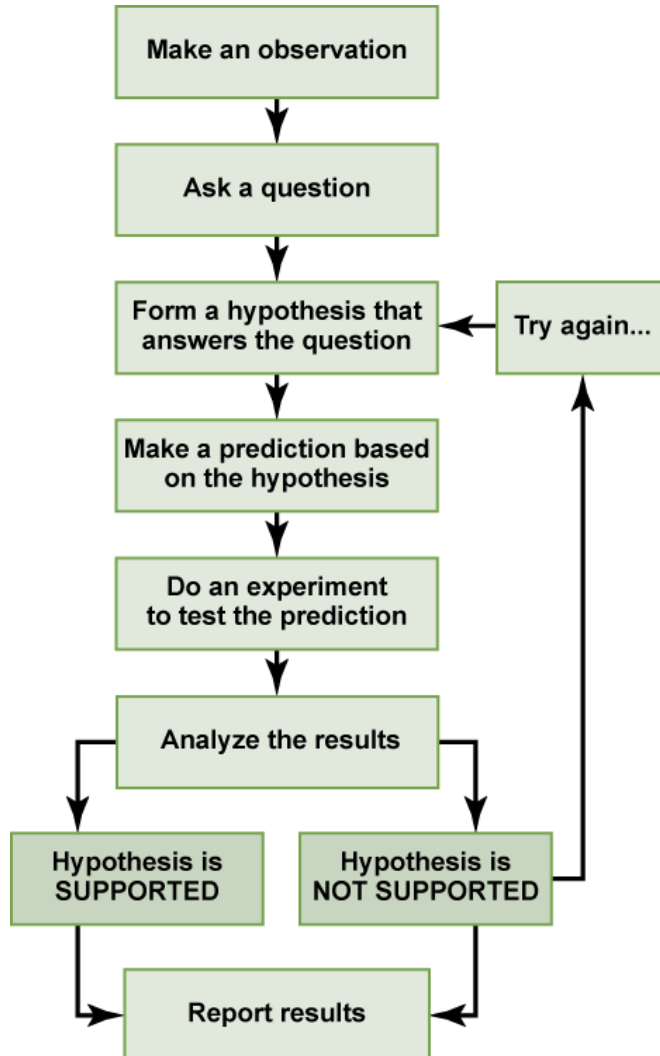 Make an observation
Ask a question
Form a hypothesis that
answers the question
Try again...
Make a prediction based
on the hypothesis
Do an experiment
to test the prediction
Analyze the results
Hypothesis is
SUPPORTED
Hypothesis is
NOT SUPPORTED
Report results